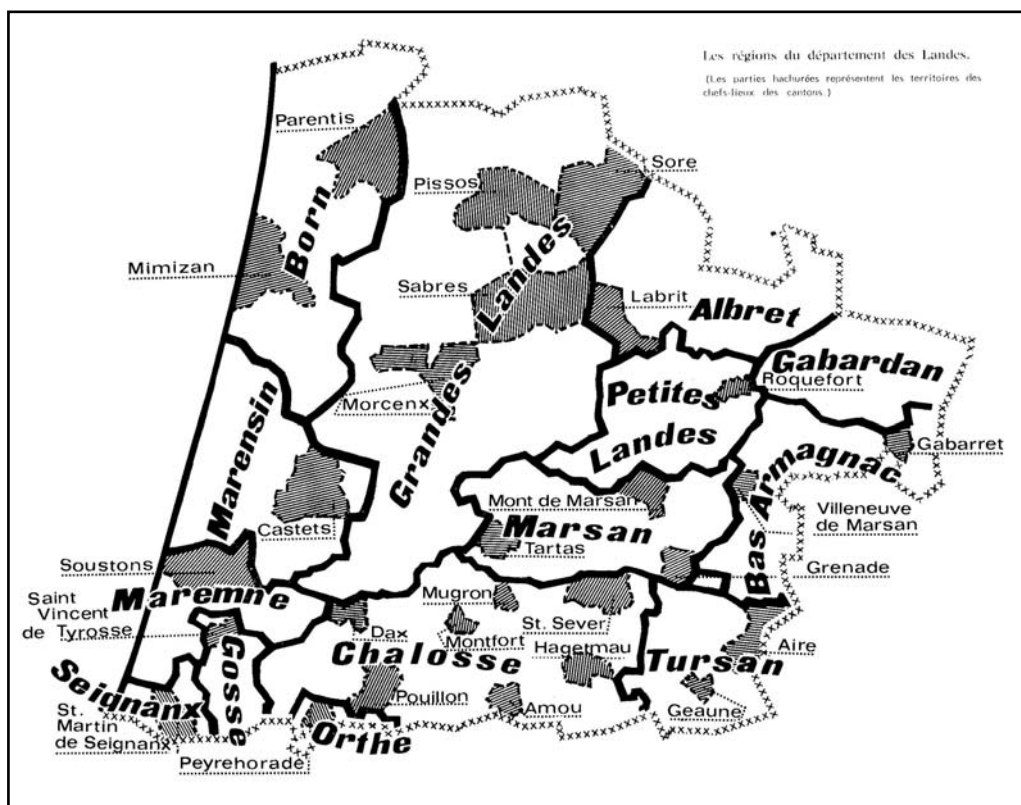 Les régions du département des Landes.
(Les parties hachurées représentent les territoires des
chefs-lieux des cantons.)
Parentis
Sore
Pissos
Born
Mimizan
Landes
Sabres
Labrit
Albret
Gabardan
Petites
Roquefort
Morcenx
Marensin
Grandes
Landes
Gabarret
Armagnac
Mont de Marsan
Villeneuve
de Marsan
Castets
Marsan
Tartas
Bas
Soustons
Grenade
Maremne
Saint
Vincent
de Tyrosse
Mugron
St. Sever
Dax
Montfort
Hagetmau
Aire
Chalosse
Tursan
Gosse
Seignanx
Pouillon
Amou
Geaune
St.
Martin
de Seignanx
Orthe
Peyrehorade